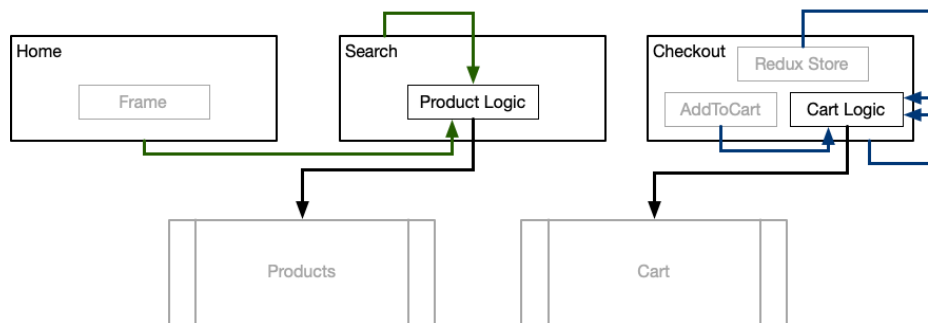 Home
Frame
Search
Product Logic
Checkout
Redux Store
AddToCart
Cart Logic
Products
Cart